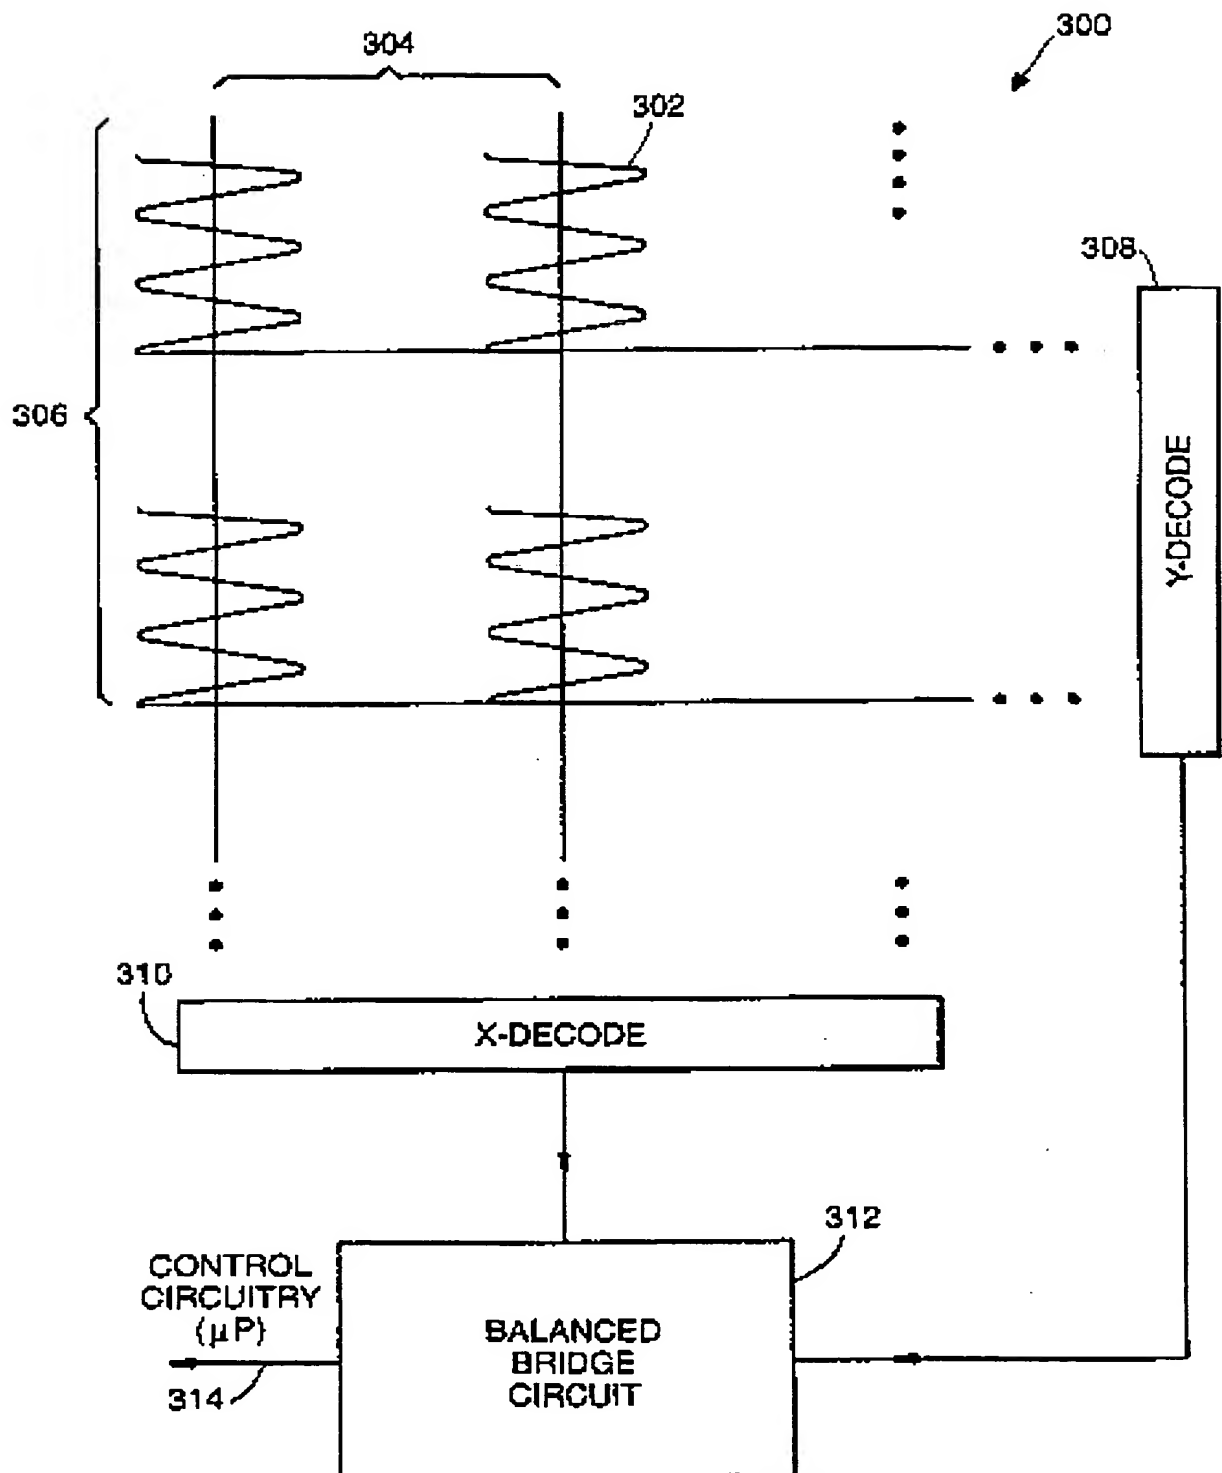 300
304
302
308
306
Y-DECODE
310
X-DECODE
312
CONTROL
CIRCUITRY
(µP)
BALANCED
BRIDGE
CIRCUIT
314